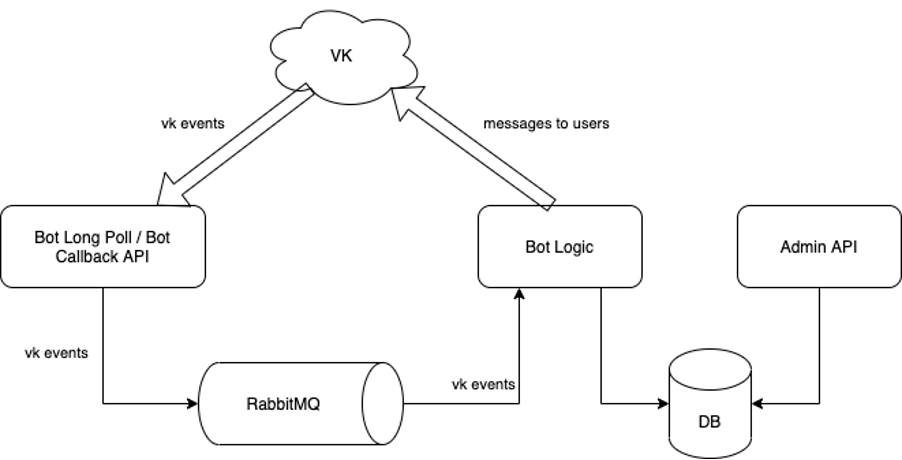 VK
vk events
messages to users
Bot Long Poll / Bot
Callback API
Bot Logic
Admin API
vk events
vk events
RabbitMQ
DB